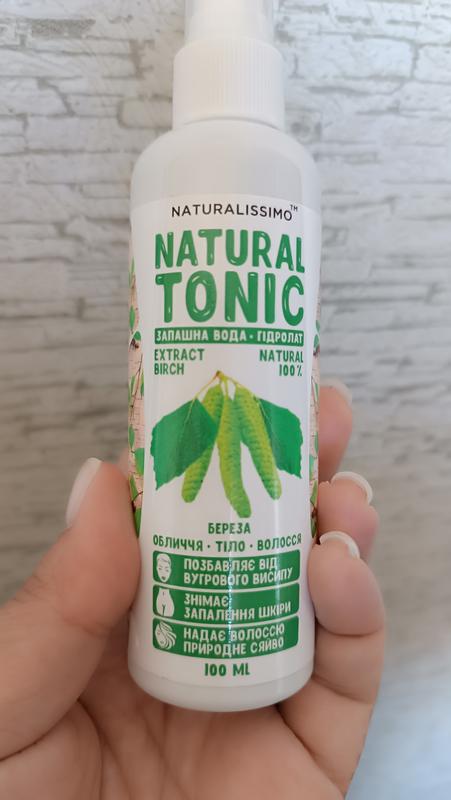 NATURALISSIMO™
NATURAL
TONIC
ЗАПАШНА ВОДА • ГІДРОЛАТ
EXTRACT NATURAL
BIRCH 100%
БЕРЕЗА
ОБЛИЧЧЯ • ТІЛО • ВОЛОССЯ
ПОЗБАВЛЯЄ ВІД
ВУГРОВОГО ВИСИПУ
ЗНІМАЄ
ЗАПАЛЕННЯ ШКІРИ
НАДАЄ ВОЛОССЮ
ПРИРОДНЕ СЯЙВО
100 ML